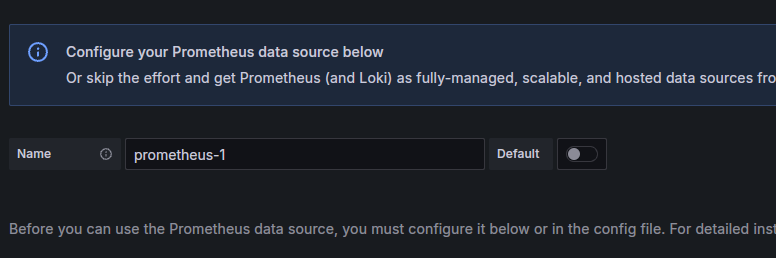 Configure your Prometheus data source below
Or skip the effort and get Prometheus (and Loki) as fully-managed, scalable, and hosted data sources fro
Name prometheus-1 Default
Before you can use the Prometheus data source, you must configure it below or in the config file. For detailed inst